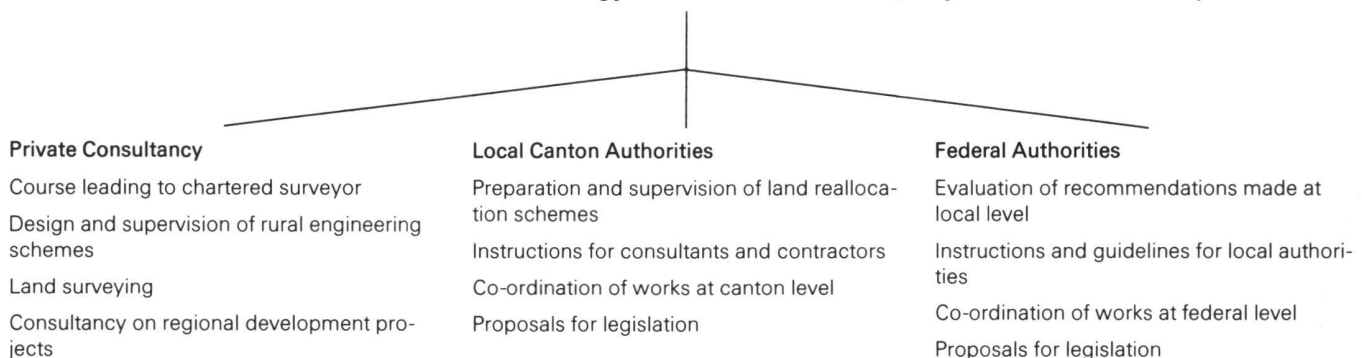 Private Consultancy
Course leading to chartered surveyor
Design and supervision of rural engineering
schemes
Land surveying
Consultancy on regional development pro-
jects
Local Canton Authorities
Preparation and supervision of land realloca-
tion schemes
Instructions for consultants and contractors
Co-ordination of works at canton level
Proposals for legislation
Federal Authorities
Evaluation of recommendations made at
local level
Instructions and guidelines for local authori-
ties
Co-ordination of works at federal level
Proposals for legislation